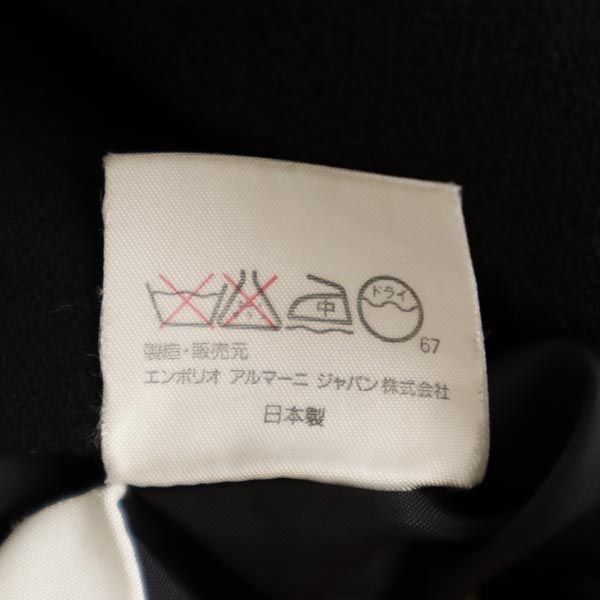 中 ドライ
67
製造・販売元
エンポリオ アルマーニ ジャパン株式会社
日本製